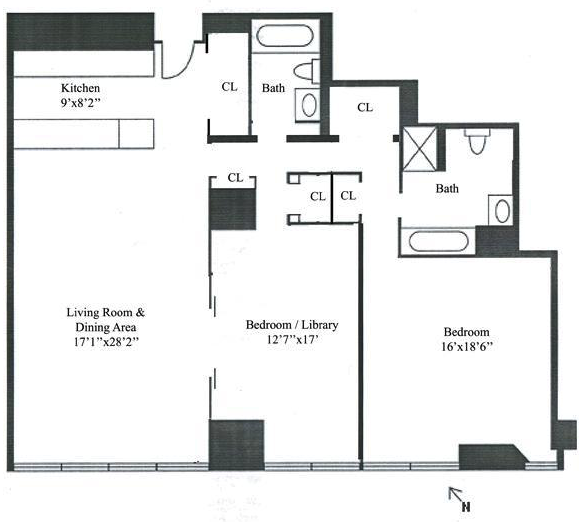 Kitchen
9'x8'2''
CL
Bath
CL
Bath
CL
CL
CL
Living Room &
Dining Area
17'1''x28'2''
Bedroom / Library
12'7''x17'
Bedroom
16'x18'6''
N